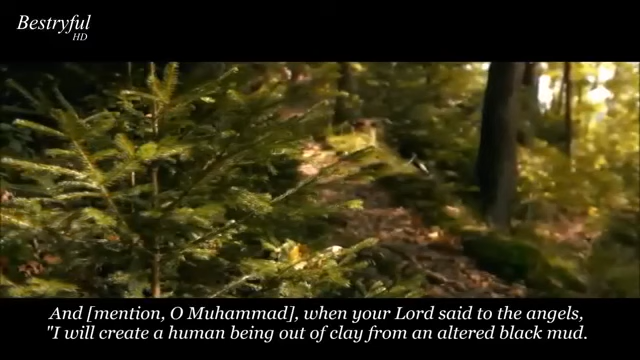 Bestryful
HD
And [mention, O Muhammad], when your Lord said to the angels,
"I will create a human being out of clay from an altered black mud.